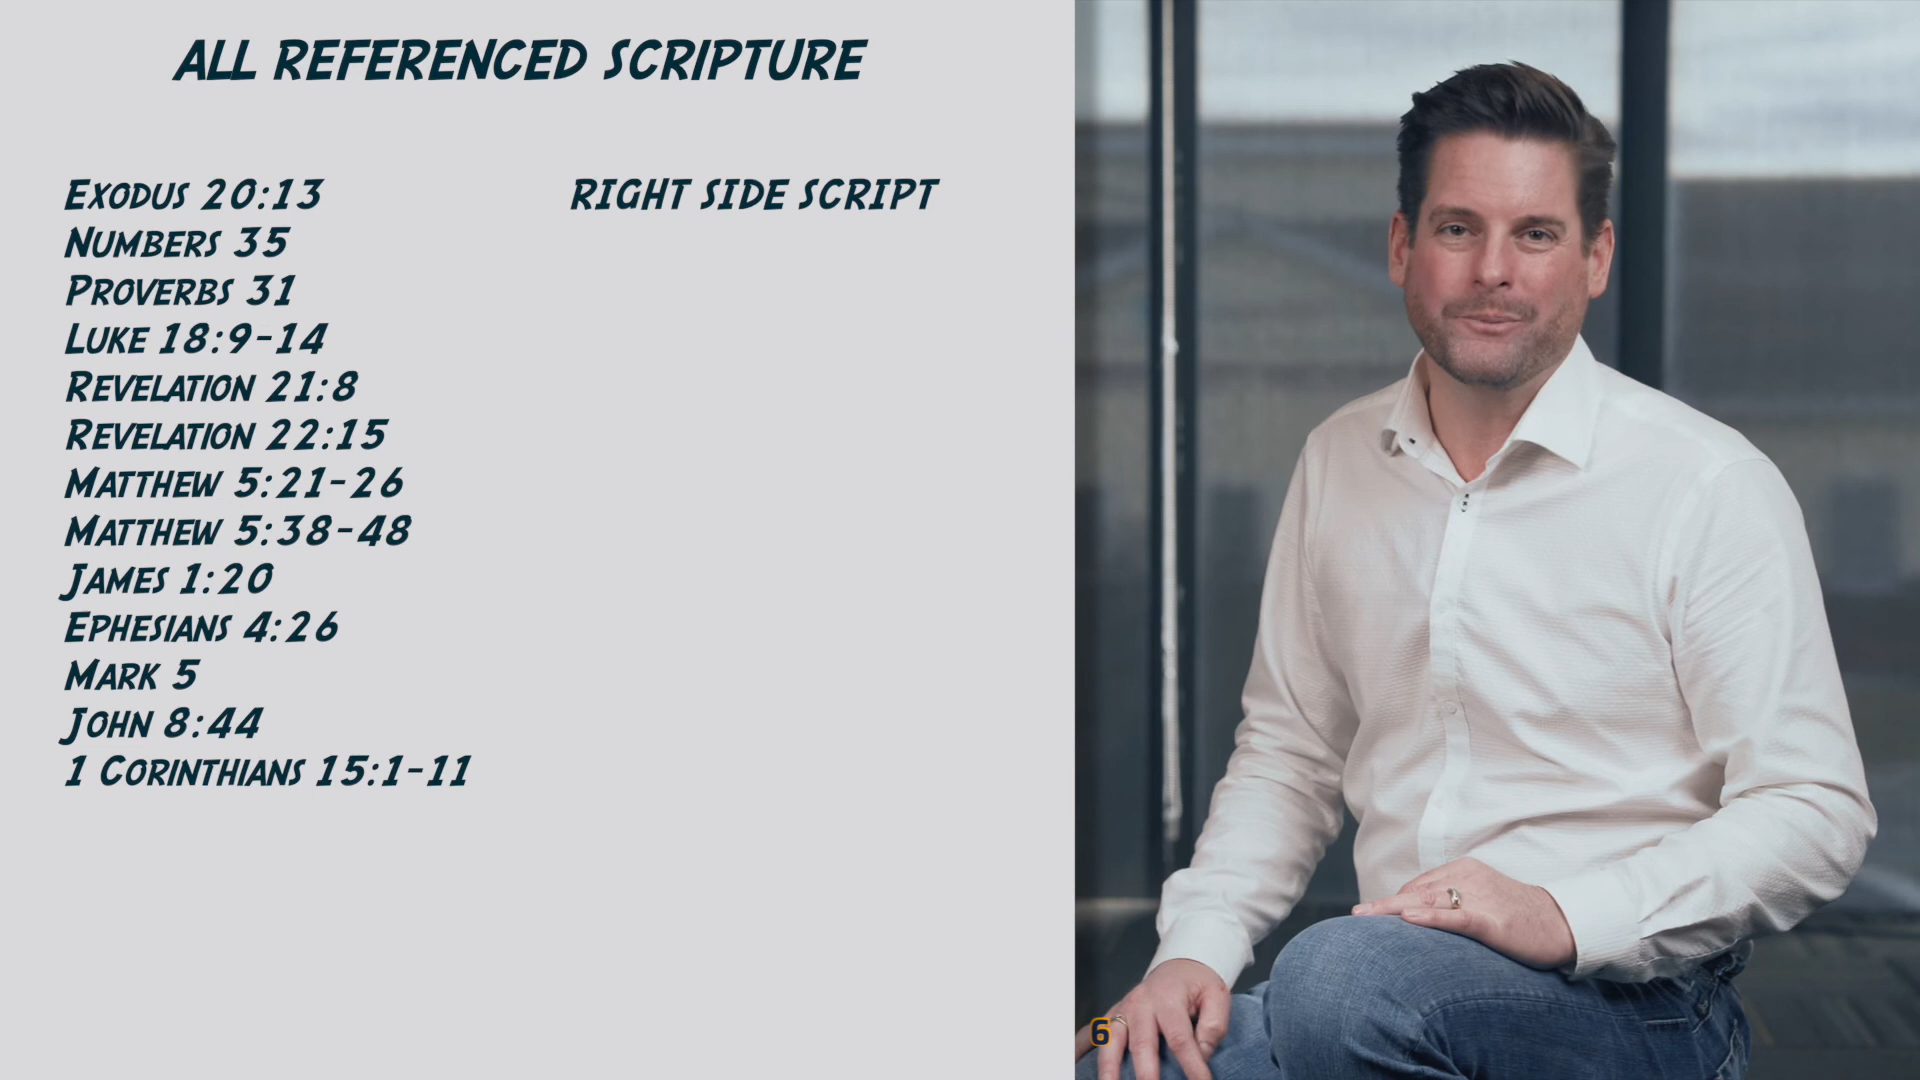 ALL REFERENCED SCRIPTURE
EXODUS 20:13
NUMBERS 35
PROVERBS 31
LUKE 18:9-14
REVELATION 21:8
REVELATION 22:15
MATTHEW 5:21-26
MATTHEW 5:38-48
JAMES 1:20
EPHESIANS 4:26
MARK 5
JOHN 8:44
1 CORINTHIANS 15:1-11
RIGHT SIDE SCRIPT
6